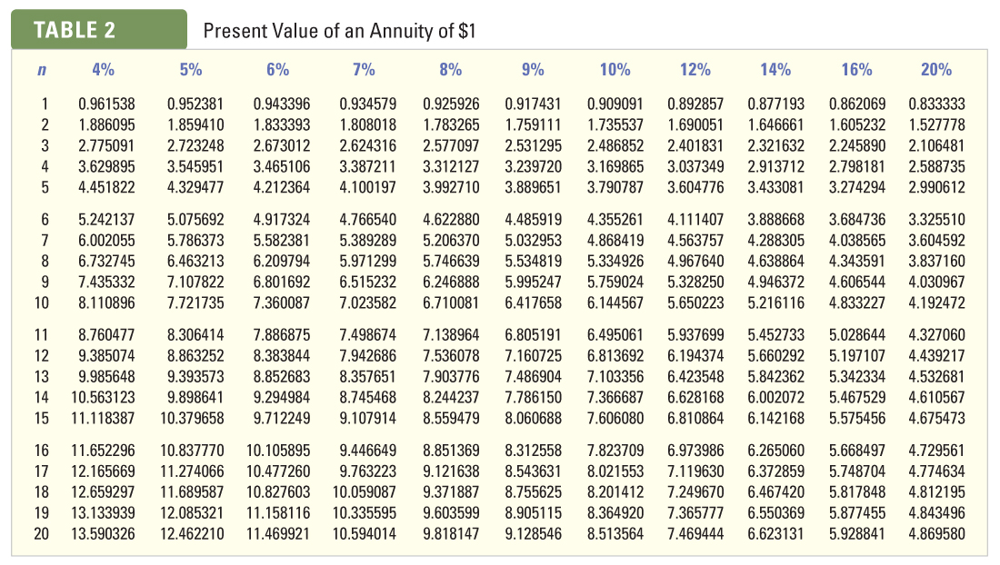 TABLE 2 Present Value of an Annuity of $1
n 4% 5% 6% 7% 8% 9% 10% 12% 14% 16% 20%
1 0.961538 0.952381 0.943396 0.934579 0.925926 0.917431 0.909091 0.892857 0.877193 0.862069 0.833333
2 1.886095 1.859410 1.833393 1.808018 1.783265 1.759111 1.735537 1.690051 1.646661 1.605232 1.527778
3 2.775091 2.723248 2.673012 2.624316 2.577097 2.531295 2.486852 2.401831 2.321632 2.245890 2.106481
4 3.629895 3.545951 3.465106 3.387211 3.312127 3.239720 3.169865 3.037349 2.913712 2.798181 2.588735
5 4.451822 4.329477 4.212364 4.100197 3.992710 3.889651 3.790787 3.604776 3.433081 3.274294 2.990612
6 5.242137 5.075692 4.917324 4.766540 4.622880 4.485919 4.355261 4.111407 3.888668 3.684736 3.325510
7 6.002055 5.786373 5.582381 5.389289 5.206370 5.032953 4.868419 4.563757 4.288305 4.038565 3.604592
8 6.732745 6.463213 6.209794 5.971299 5.746639 5.534819 5.334926 4.967640 4.638864 4.343591 3.837160
9 7.435332 7.107822 6.801692 6.515232 6.246888 5.995247 5.759024 5.328250 4.946372 4.606544 4.030967
10 8.110896 7.721735 7.360087 7.023582 6.710081 6.417658 6.144567 5.650223 5.216116 4.833227 4.192472
11 8.760477 8.306414 7.886875 7.498674 7.138964 6.805191 6.495061 5.937699 5.452733 5.028644 4.327060
12 9.385074 8.863252 8.383844 7.942686 7.536078 7.160725 6.813692 6.194374 5.660292 5.197107 4.439217
13 9.985648 9.393573 8.852683 8.357651 7.903776 7.486904 7.103356 6.423548 5.842362 5.342334 4.532681
14 10.563123 9.898641 9.294984 8.745468 8.244237 7.786150 7.366687 6.628168 6.002072 5.467529 4.610567
15 11.118387 10.379658 9.712249 9.107914 8.559479 8.060688 7.606080 6.810864 6.142168 5.575456 4.675473
16 11.652296 10.837770 10.105895 9.446649 8.851369 8.312558 7.823709 6.973986 6.265060 5.668497 4.729561
17 12.165669 11.274066 10.477260 9.763223 9.121638 8.543631 8.021553 7.119630 6.372859 5.748704 4.774634
18 12.659297 11.689587 10.827603 10.059087 9.371887 8.755625 8.201412 7.249670 6.467420 5.817848 4.812195
19 13.133939 12.085321 11.158116 10.335595 9.603599 8.905115 8.364920 7.365777 6.550369 5.877455 4.843496
20 13.590326 12.462210 11.469921 10.594014 9.818147 9.128546 8.513564 7.469444 6.623131 5.928841 4.869580